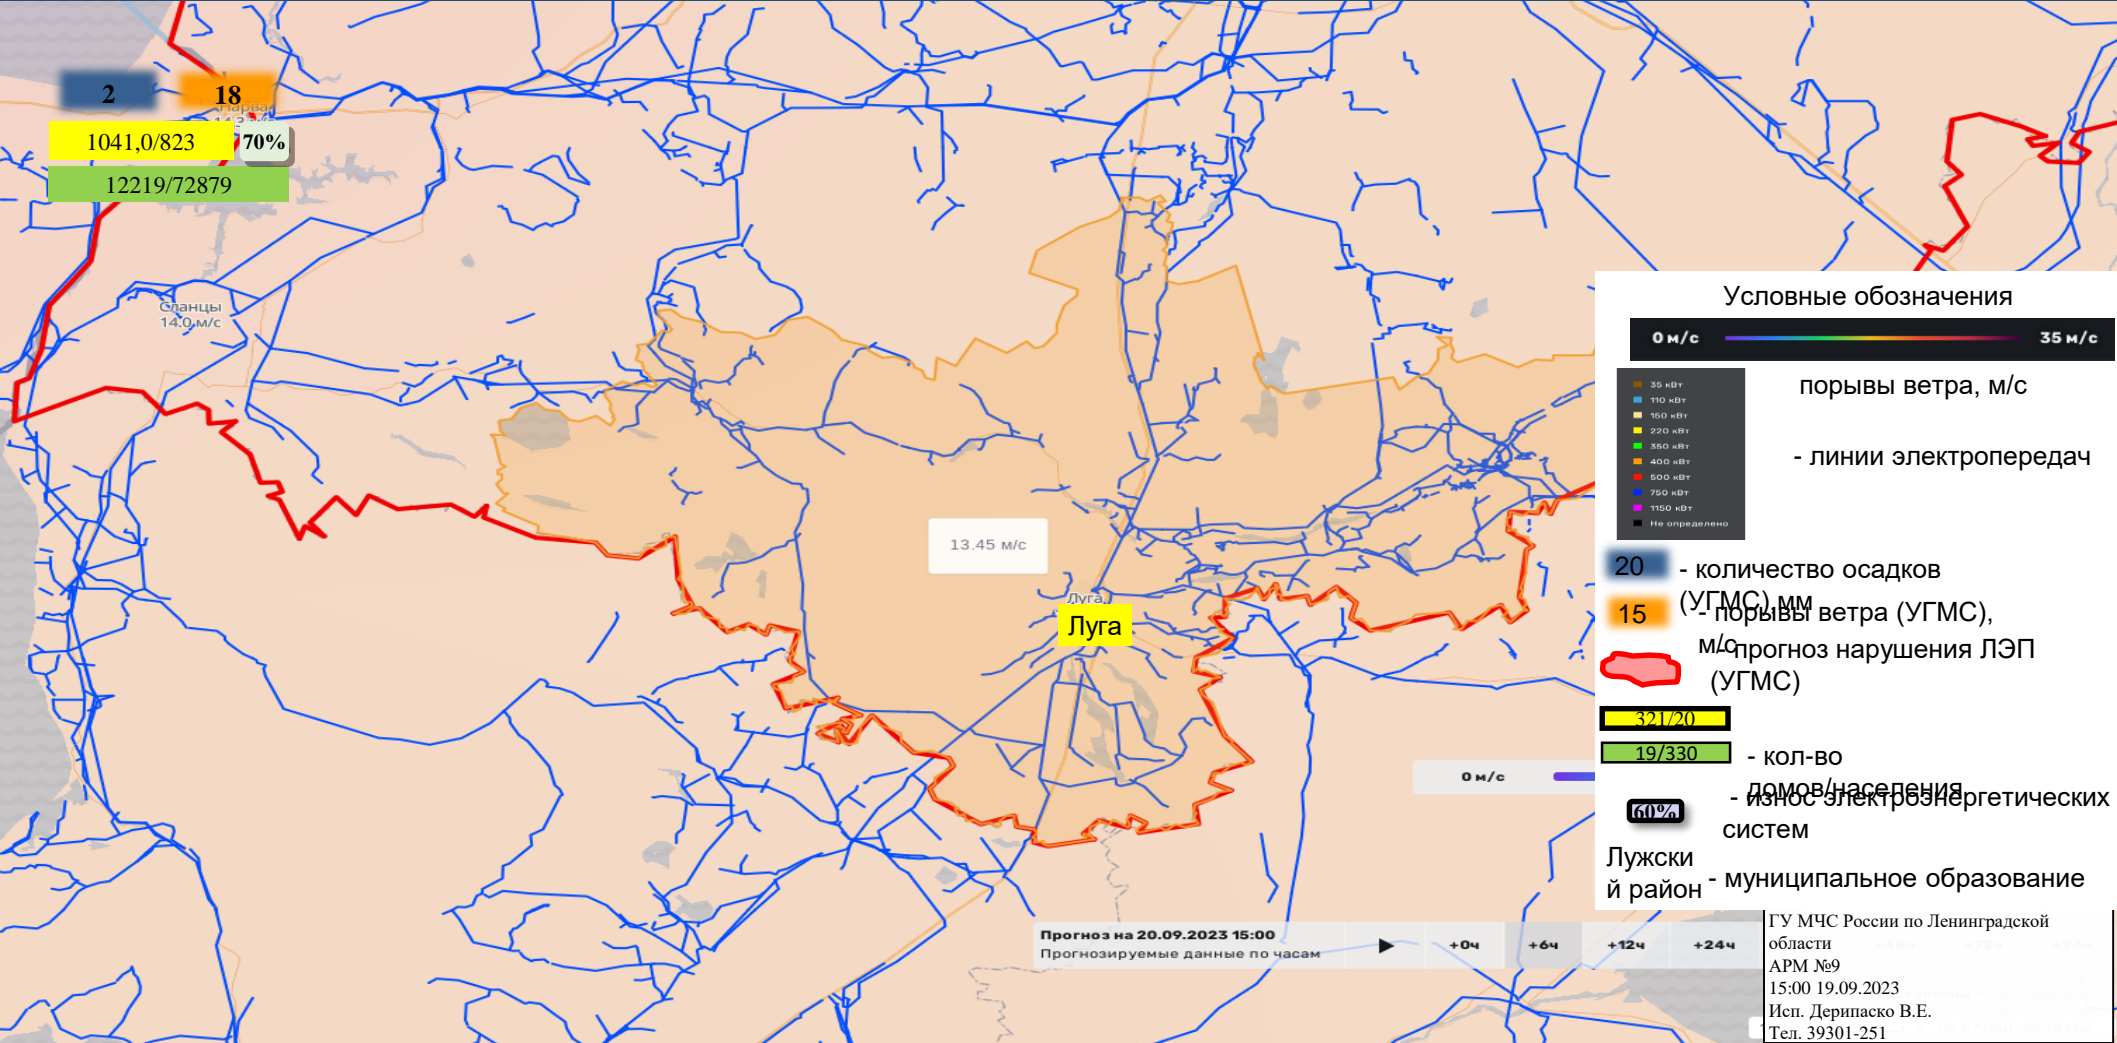 2
18
Нарва
1041,0/823
70%
12219/72879
Сланцы
14.0 м/с
13.45 м/с
Луга
Луга
0 м/с
Прогноз на 20.09.2023 15:00
Прогнозируемые данные по часам
+0ч
+6ч
+12ч
+24ч
Условные обозначения
0 м/с
35 м/с
порывы ветра, м/с
35 кВт
110 кВт
150 кВт
220 кВт
350 кВт
400 кВт
500 кВт
750 кВт
1150 кВт
Не определено
- линии электропередач
20
- количество осадков
(УГМС),мм
15
- порывы ветра (УГМС),
м/с
- прогноз нарушения ЛЭП
(УГМС)
321/20
19/330
- кол-во
домов/населения
60%
- износ электроэнергетических
систем
Лужски
й район
- муниципальное образование
ГУ МЧС России по Ленинградской
области
АРМ №9
15:00 19.09.2023
Исп. Дерипаско В.Е.
Тел. 39301-251